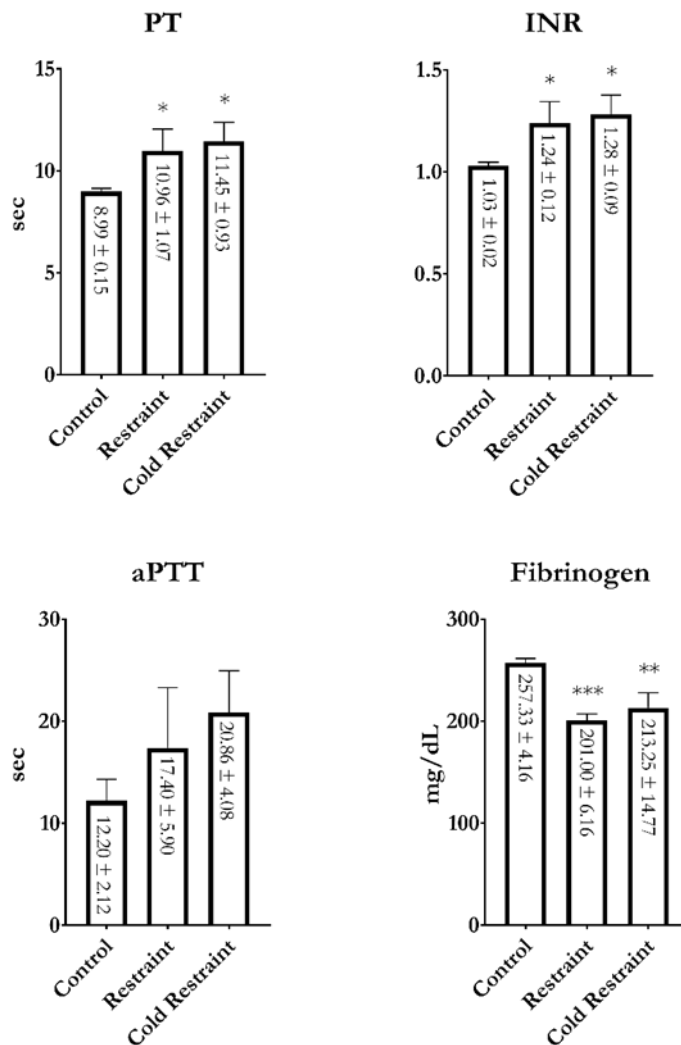 PT
15
10
5
0
sec
*
*
8.99 ± 0.15
10.96 ± 1.07
11.45 ± 0.93
Control
Restraint
Cold Restraint
INR
1.5
1.0
0.5
0.0
*
*
1.03 ± 0.02
1.24 ± 0.12
1.28 ± 0.09
Control
Restraint
Cold Restraint
aPTT
30
20
10
0
sec
12.20 ± 2.12
17.40 ± 5.90
20.86 ± 4.08
Control
Restraint
Cold Restraint
Fibrinogen
300
200
100
0
mg/dL
***
**
257.33 ± 4.16
201.00 ± 6.16
213.25 ± 14.77
Control
Restraint
Cold Restraint